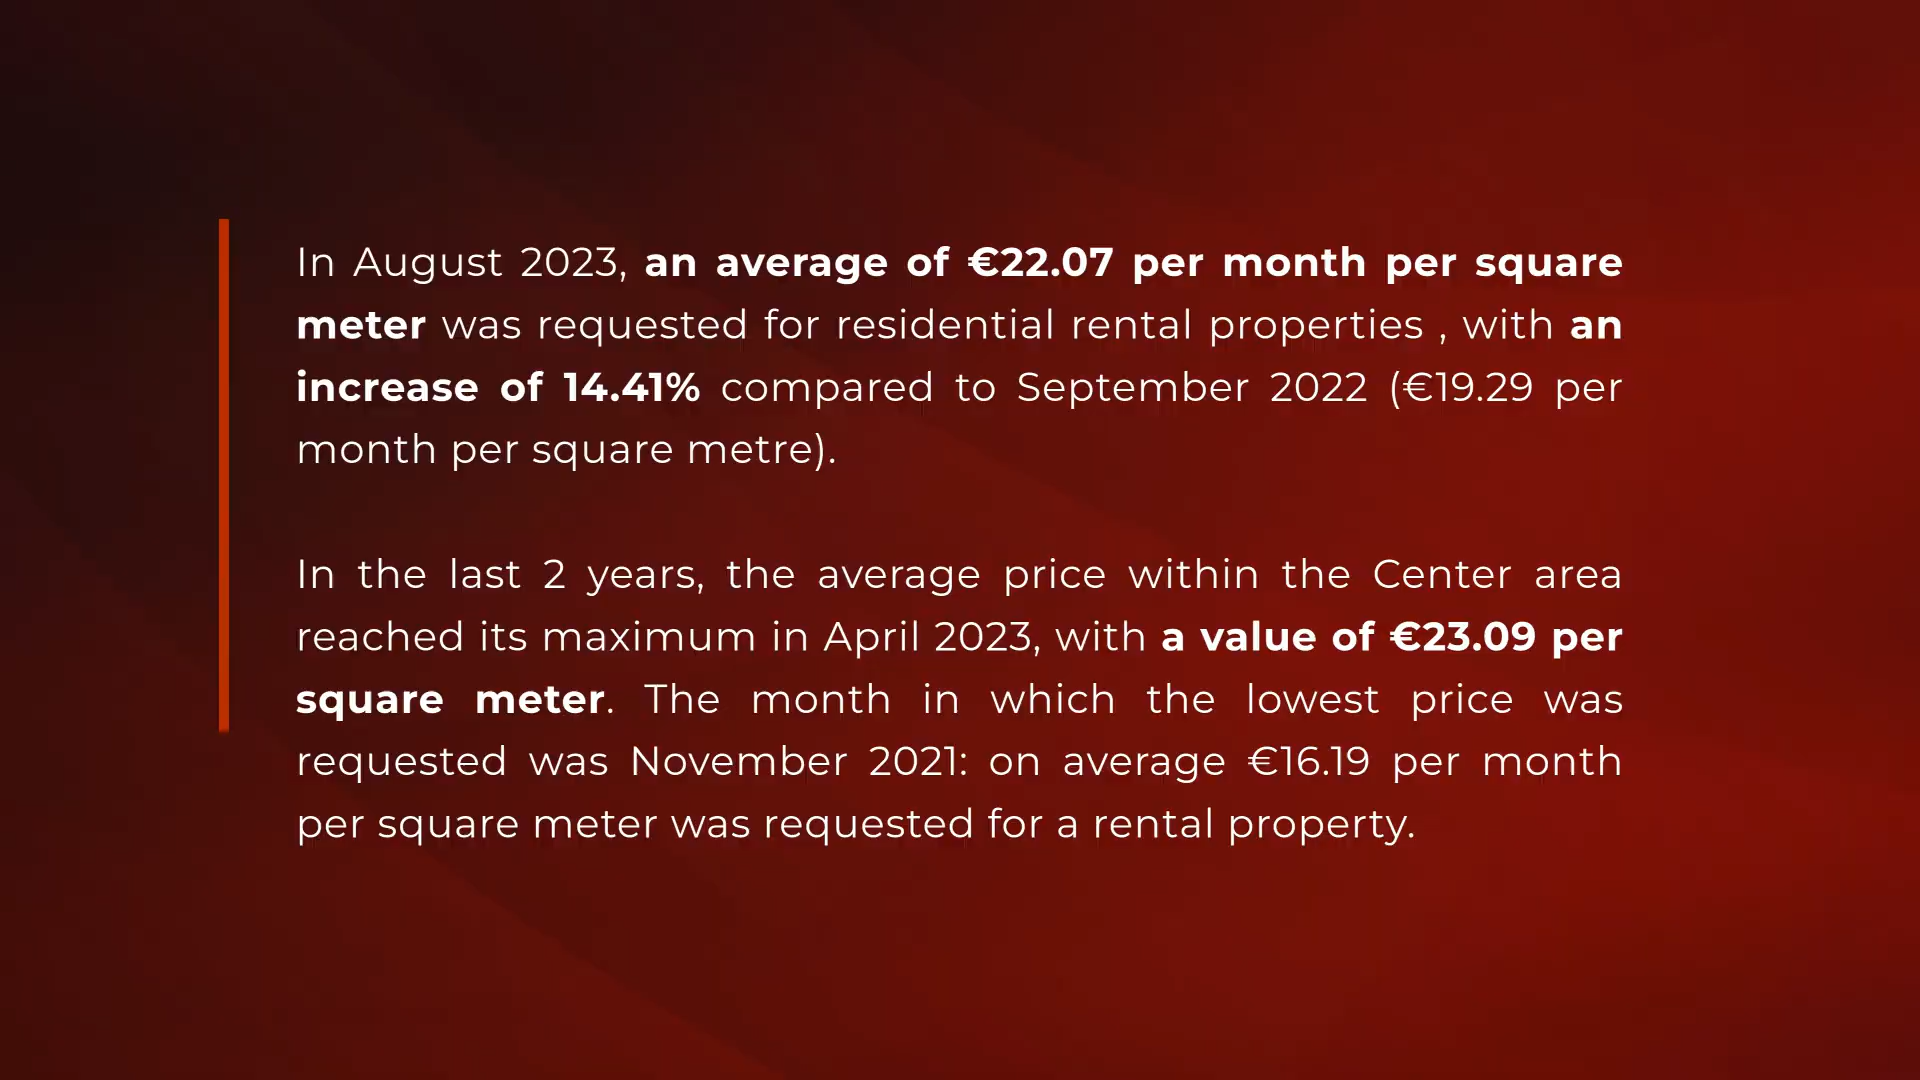 In August 2023, an average of €22.07 per month per square
meter was requested for residential rental properties , with an
increase of 14.41% compared to September 2022 (€19.29 per
month per square metre).
In the last 2 years, the average price within the Center area
reached its maximum in April 2023, with a value of €23.09 per
square meter. The month in which the lowest price was
requested was November 2021: on average €16.19 per month
per square meter was requested for a rental property.